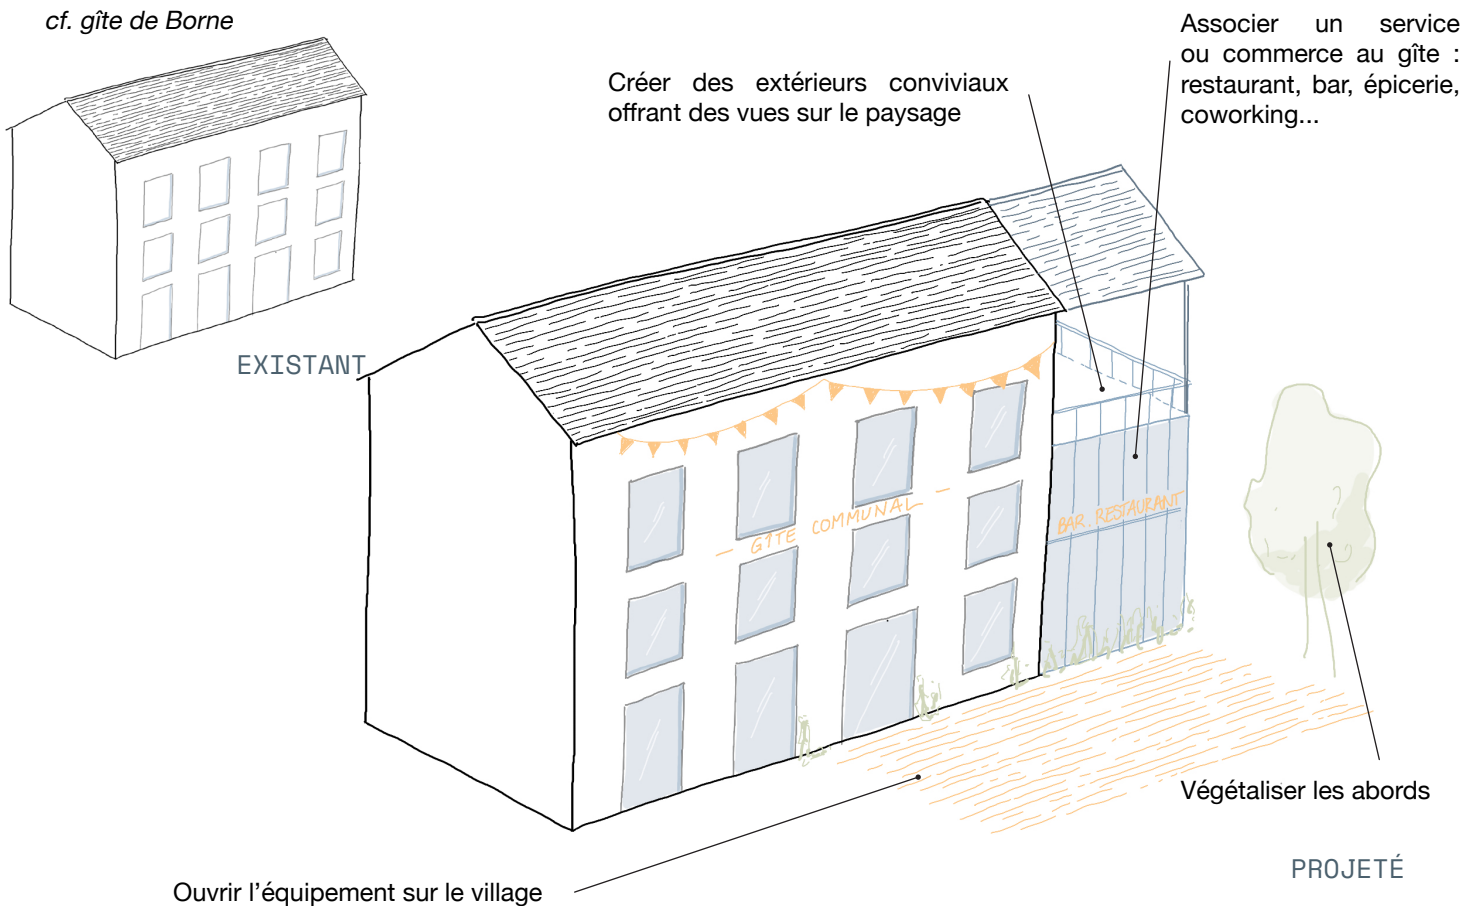 cf. gîte de Borne
Associer un service
ou commerce au gîte :
restaurant, bar, épicerie,
coworking...
Créer des extérieurs conviviaux
offrant des vues sur le paysage
EXISTANT
GÎTE COMMUNAL
BAR. RESTAURANT
Végétaliser les abords
PROJETÉ
Ouvrir l’équipement sur le village